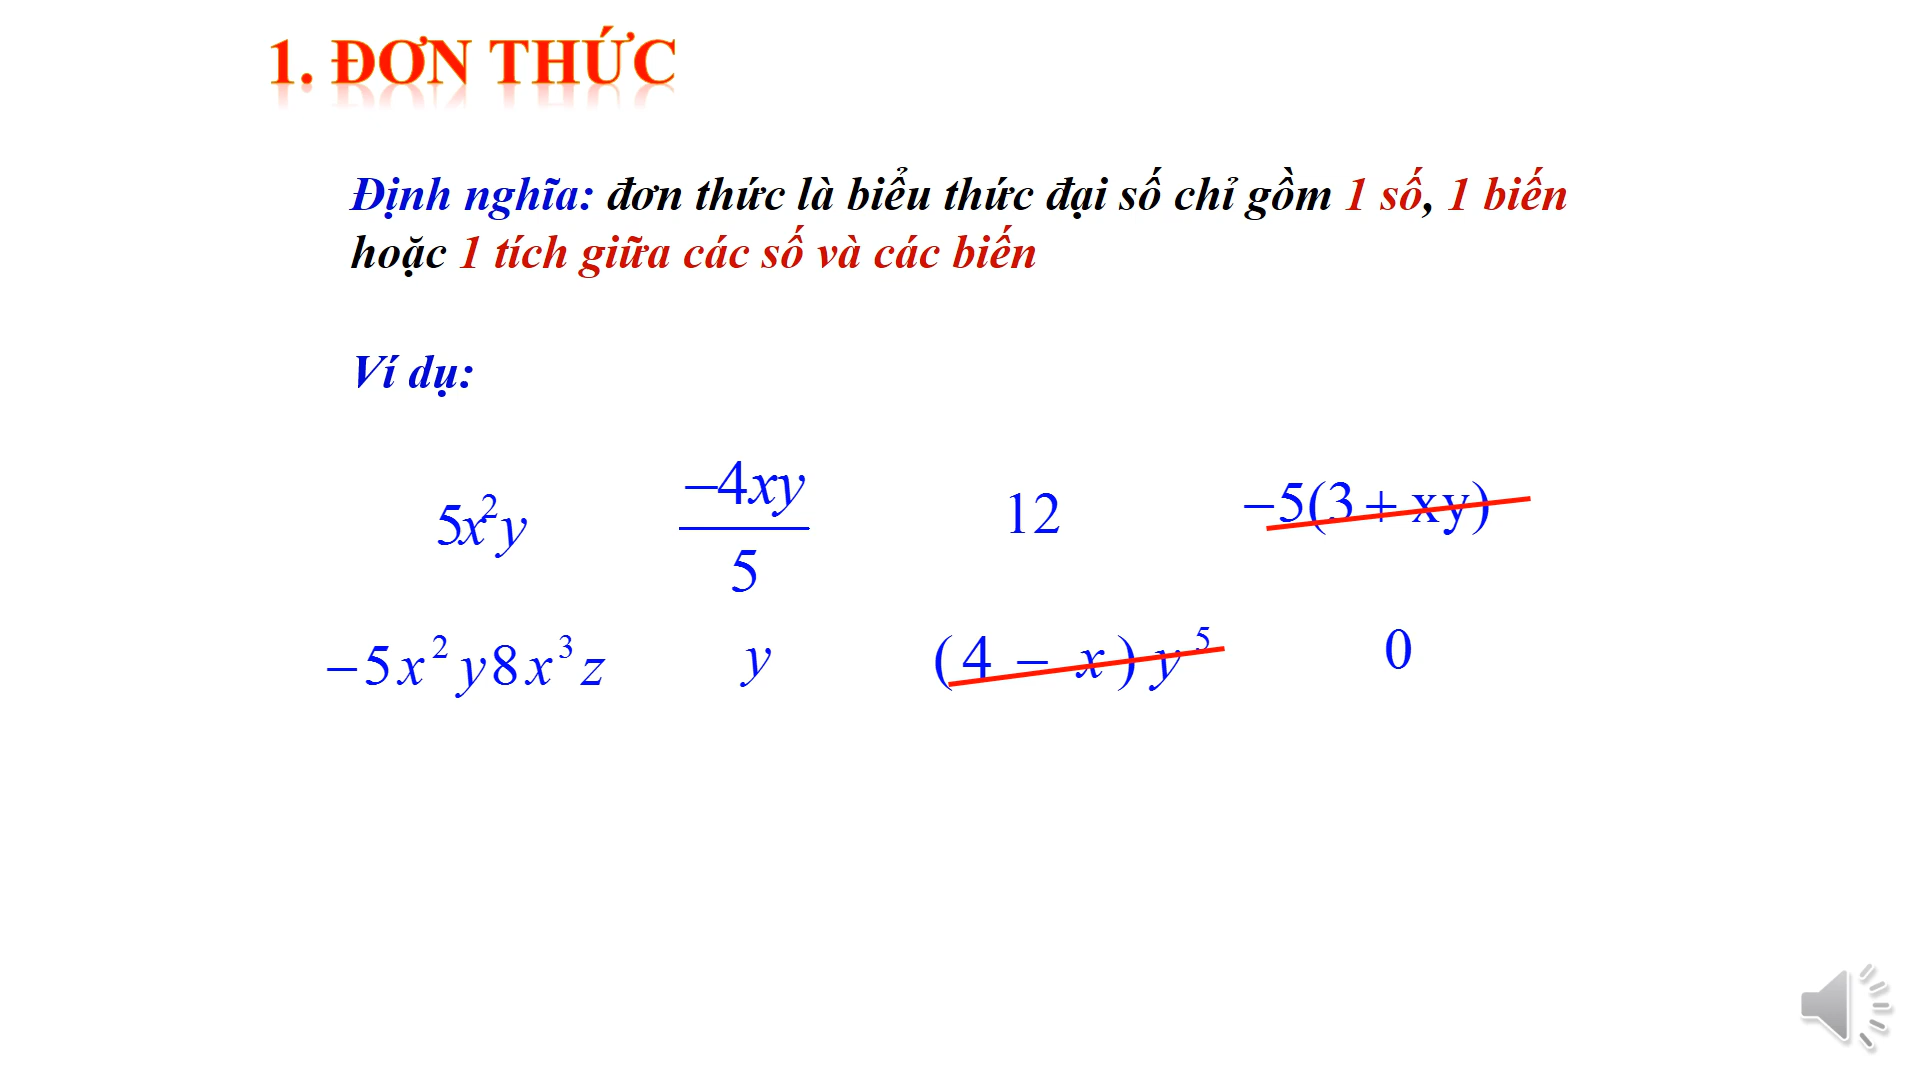 1. ĐƠN THỨC
Định nghĩa: đơn thức là biểu thức đại số chỉ gồm 1 số, 1 biến
hoặc 1 tích giữa các số và các biến
Ví dụ:
5x²y   −4xy/5   12   −5(3 + xy)
−5x²y8x³z   y   (4 − x)y⁵   0